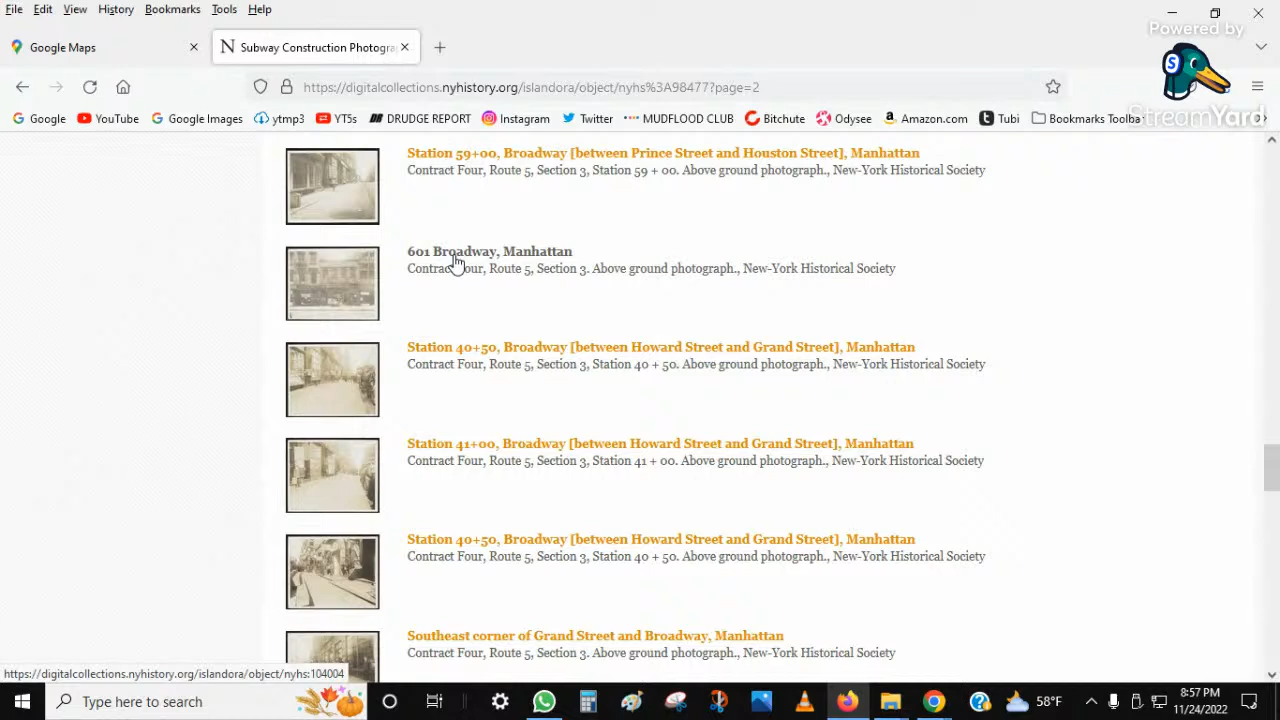 File Edit View History Bookmarks Tools Help
Powered by
Google Maps
N Subway Construction Photogra
https://digitalcollections.nyhistory.org/islandora/object/nyhs%3A98477?page=2
S
StreamYard
Google YouTube Google Images ytmp3 YT5s DRUDGE REPORT Instagram Twitter MUDFLOOD CLUB Bitchute Odysee Amazon.com Tubi Bookmarks Toolbar
Station 59+00, Broadway [between Prince Street and Houston Street], Manhattan
Contract Four, Route 5, Section 3, Station 59 + 00. Above ground photograph., New-York Historical Society
601 Broadway, Manhattan
Contract Four, Route 5, Section 3. Above ground photograph., New-York Historical Society
Station 40+50, Broadway [between Howard Street and Grand Street], Manhattan
Contract Four, Route 5, Section 3, Station 40 + 50. Above ground photograph., New-York Historical Society
Station 41+00, Broadway [between Howard Street and Grand Street], Manhattan
Contract Four, Route 5, Section 3, Station 41 + 00. Above ground photograph., New-York Historical Society
Station 40+50, Broadway [between Howard Street and Grand Street], Manhattan
Contract Four, Route 5, Section 3, Station 40 + 50. Above ground photograph., New-York Historical Society
Southeast corner of Grand Street and Broadway, Manhattan
Contract Four, Route 5, Section 3. Above ground photograph., New-York Historical Society
https://digitalcollections.nyhistory.org/islandora/object/nyhs:104004
Type here to search
58°F
8:57 PM
11/24/2022